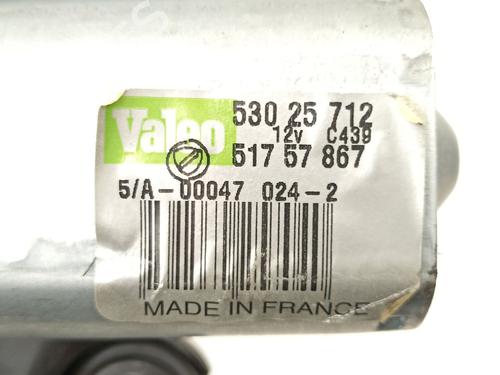 Valeo
530 25 712
12v C439
517 57 867
5/A-00047 024-2
MADE IN FRANCE